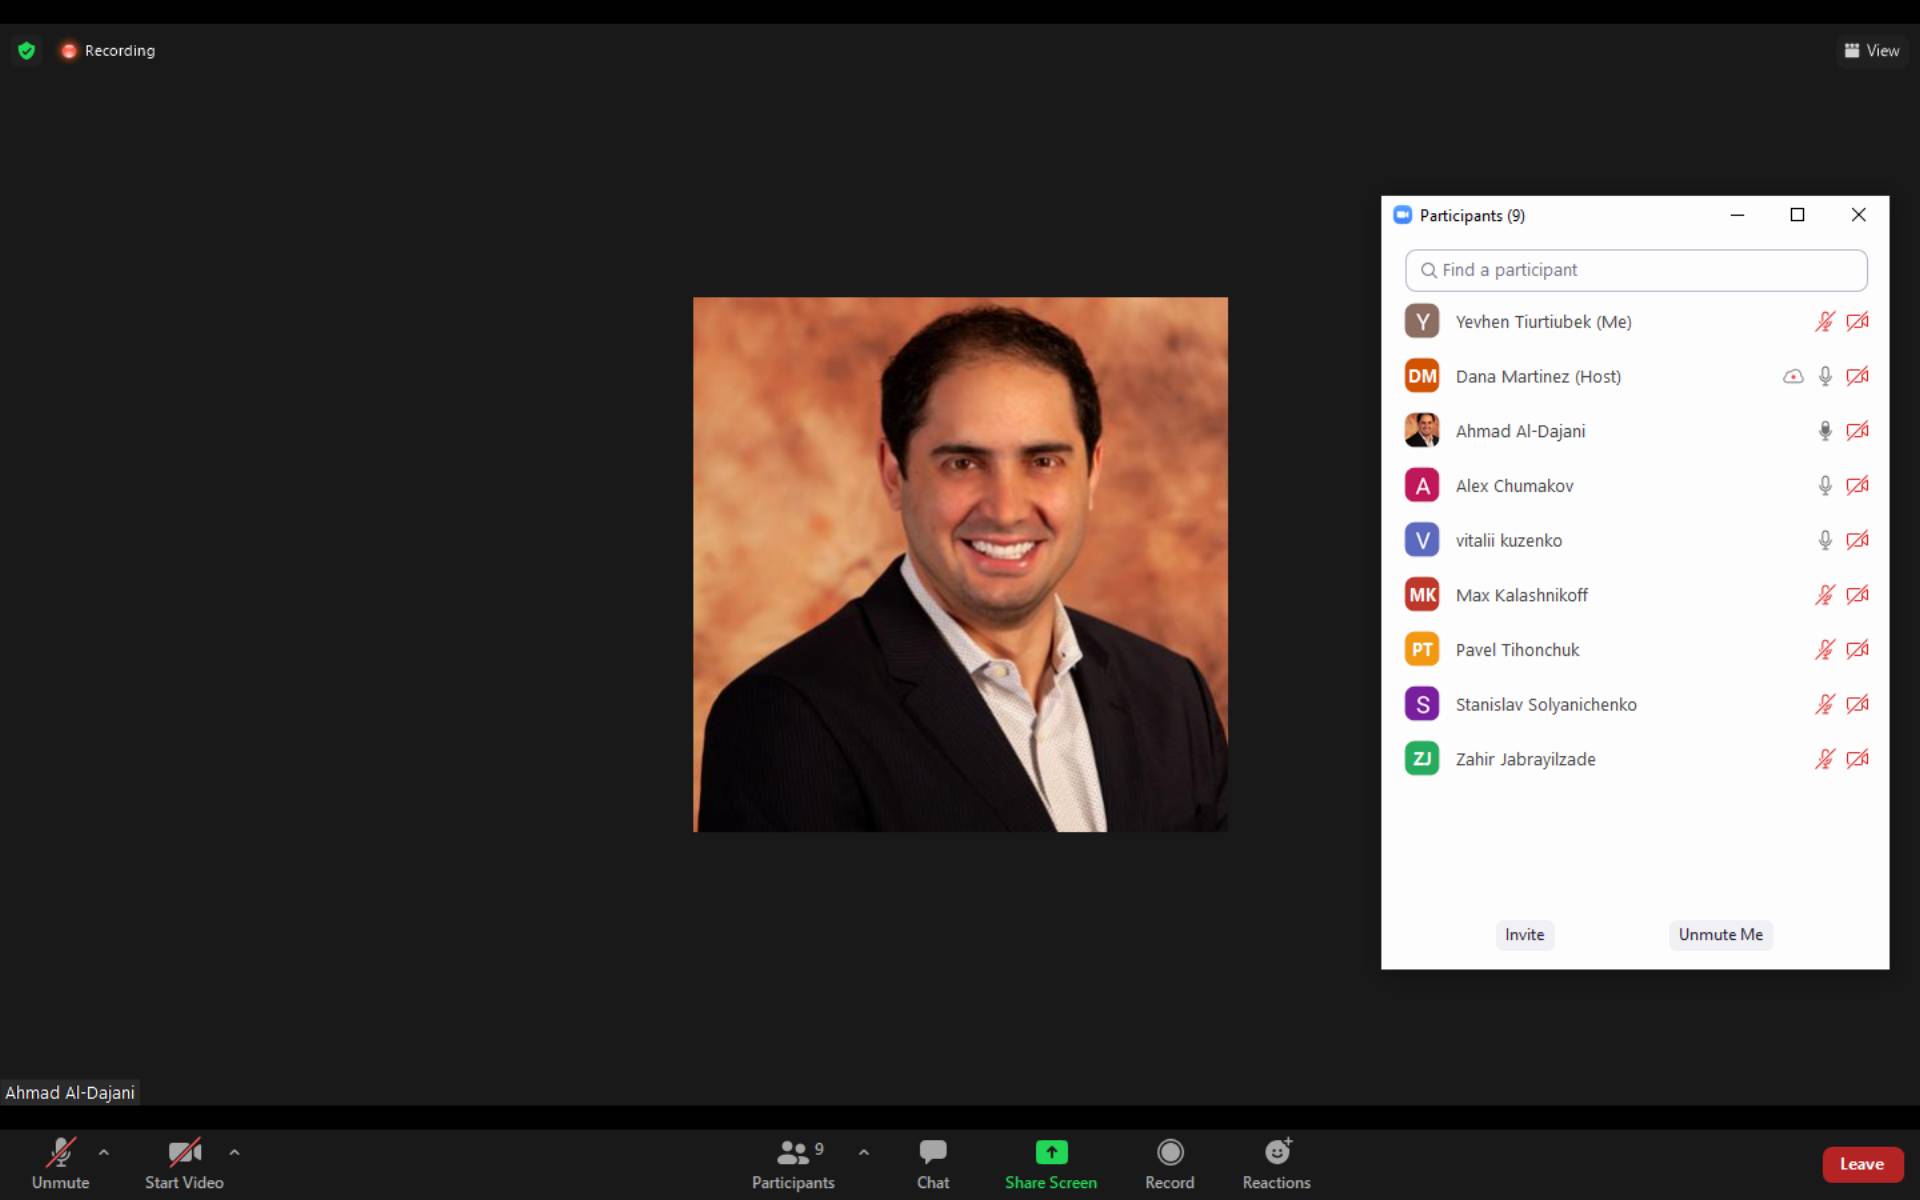 Recording
View
Participants (9)
Find a participant
Y Yevhen Tiurtiubek (Me)
DM Dana Martinez (Host)
Ahmad Al-Dajani
A Alex Chumakov
V vitalii kuzenko
MK Max Kalashnikoff
PT Pavel Tihonchuk
S Stanislav Solyanichenko
ZJ Zahir Jabrayilzade
Invite Unmute Me
Ahmad Al-Dajani
9
Unmute Start Video Participants Chat Share Screen Record Reactions Leave